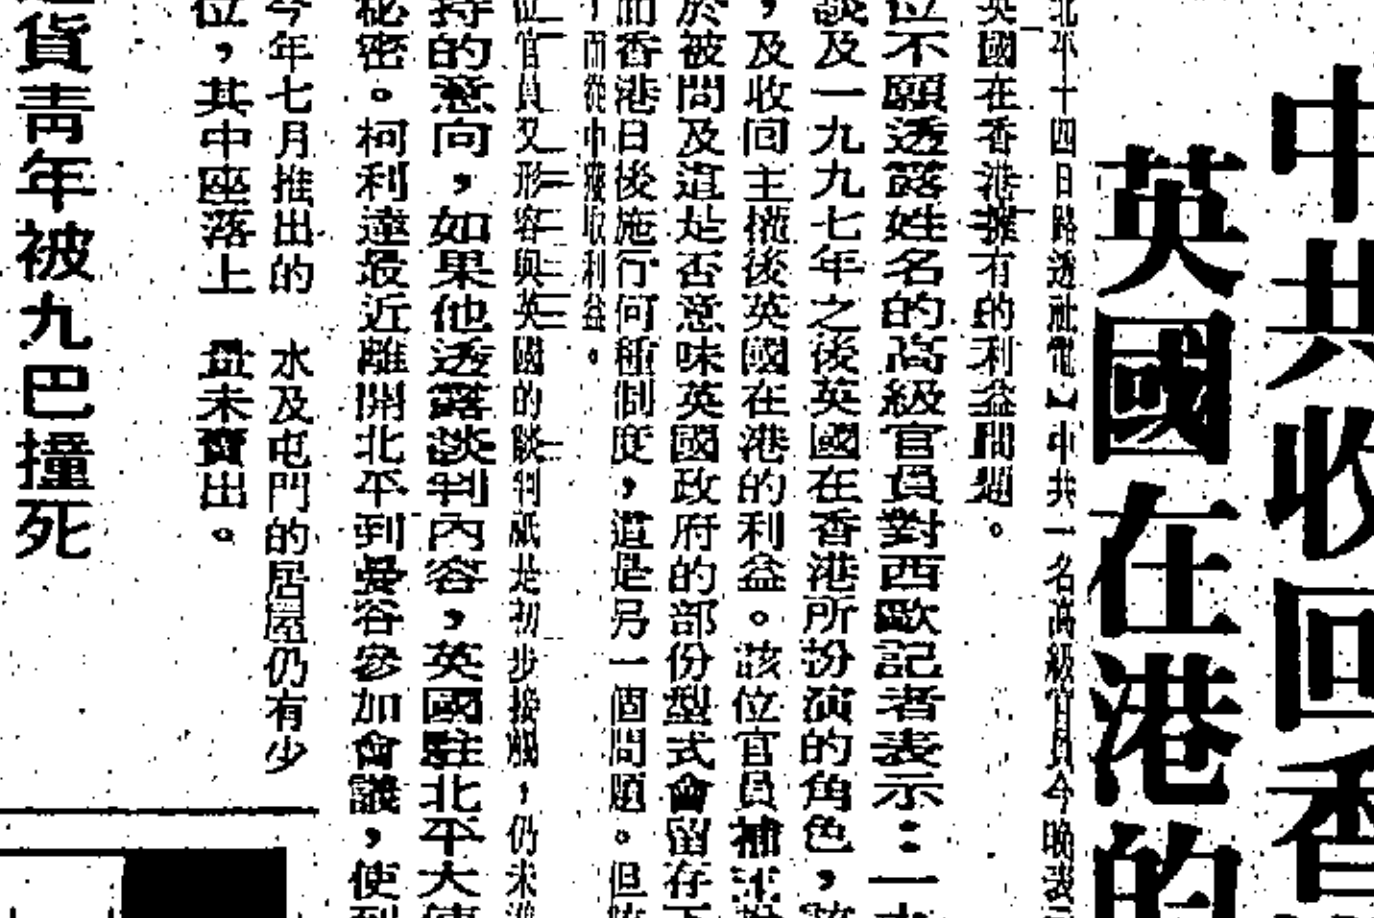 中共收回香
英國在港的
北平十四日路透社電】中共一名高級官員今晚表示
英國在香港擁有的利益問題。
位不願透露姓名的高級官員對西歐記者表示：一九
談及一九九七年之後英國在香港所扮演的角色，該
，及收回主權後英國在港的利益。該位官員補充說
於被問及這是否意味英國政府的部份型式會留存下
而香港日後施行何種制度，這是另一個問題。但
，而從中獲取利益。
位官員又形容與英國的談判祇是初步接觸，仍未進
持的意向，如果他透露談判內容，英國駐北平大使
秘密。柯利達最近離開北平到曼谷參加會議，使到
今年七月推出的 水及屯門的居屋仍有少
位，其中座落上 量未賣出。
貨青年被九巴撞死